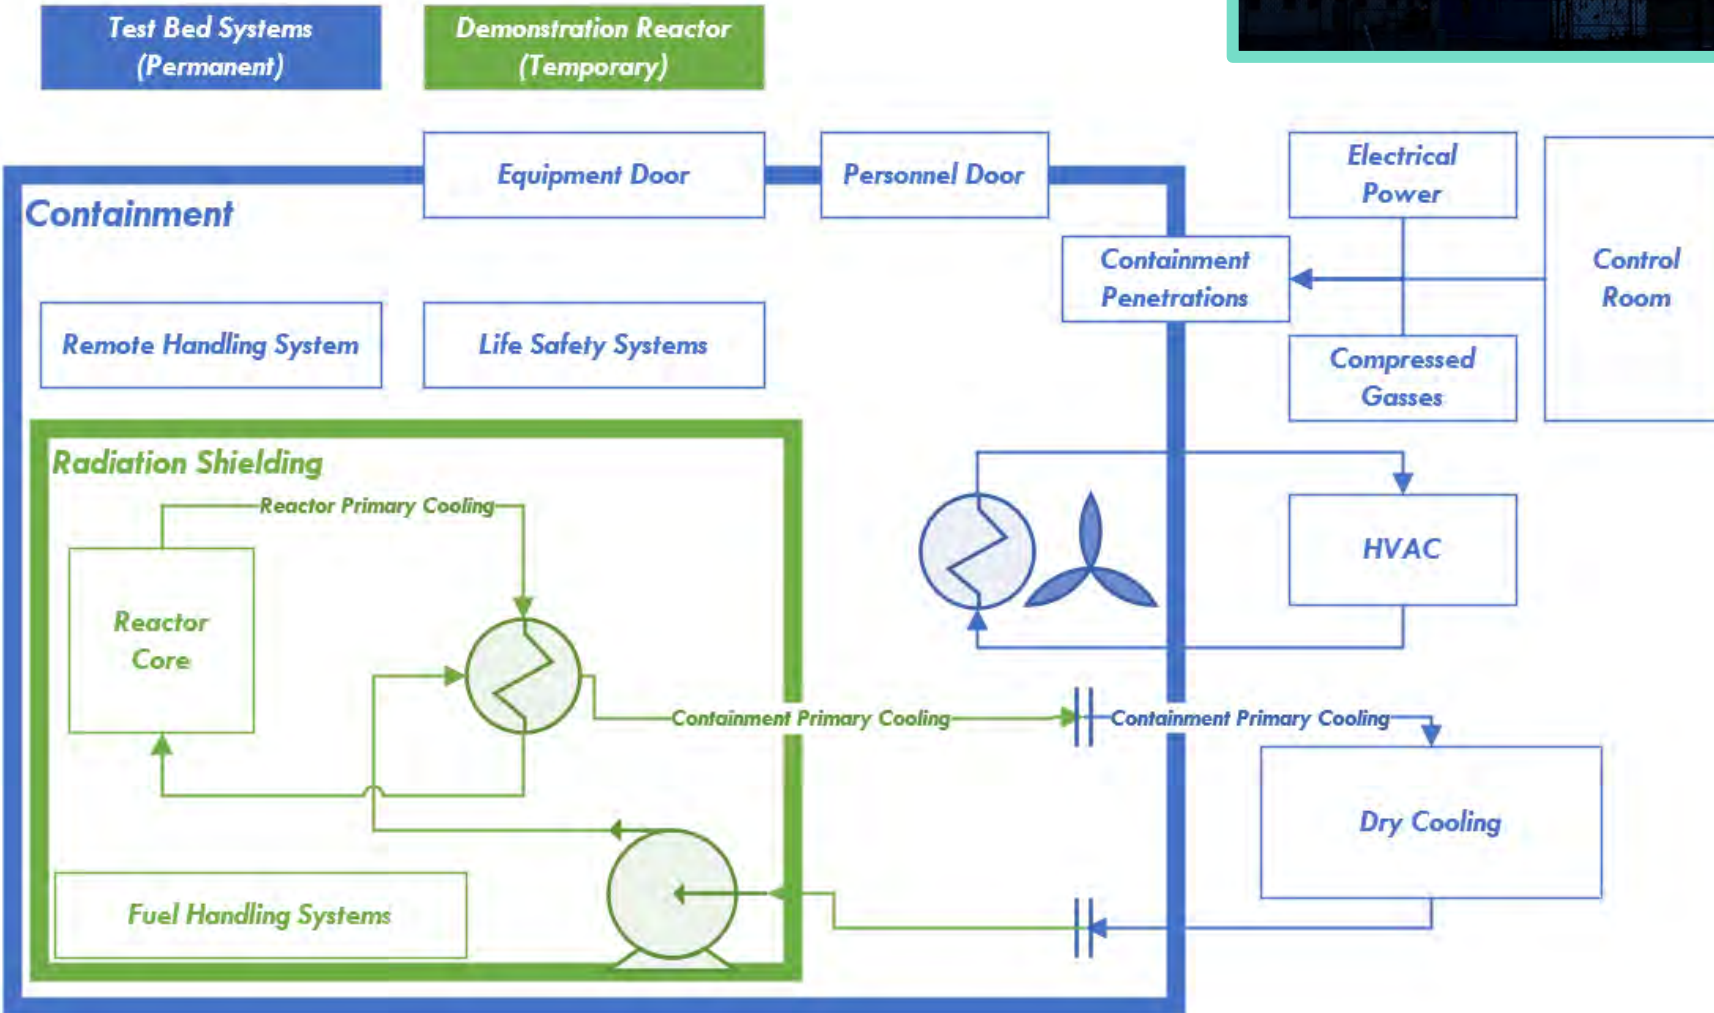 Test Bed Systems
(Permanent)
Demonstration Reactor
(Temporary)
Equipment Door
Personnel Door
Electrical
Power
Containment
Containment
Penetrations
Control
Room
Remote Handling System
Life Safety Systems
Compressed
Gasses
Radiation Shielding
Reactor Primary Cooling
HVAC
Reactor
Core
Containment Primary Cooling
Containment Primary Cooling
Dry Cooling
Fuel Handling Systems